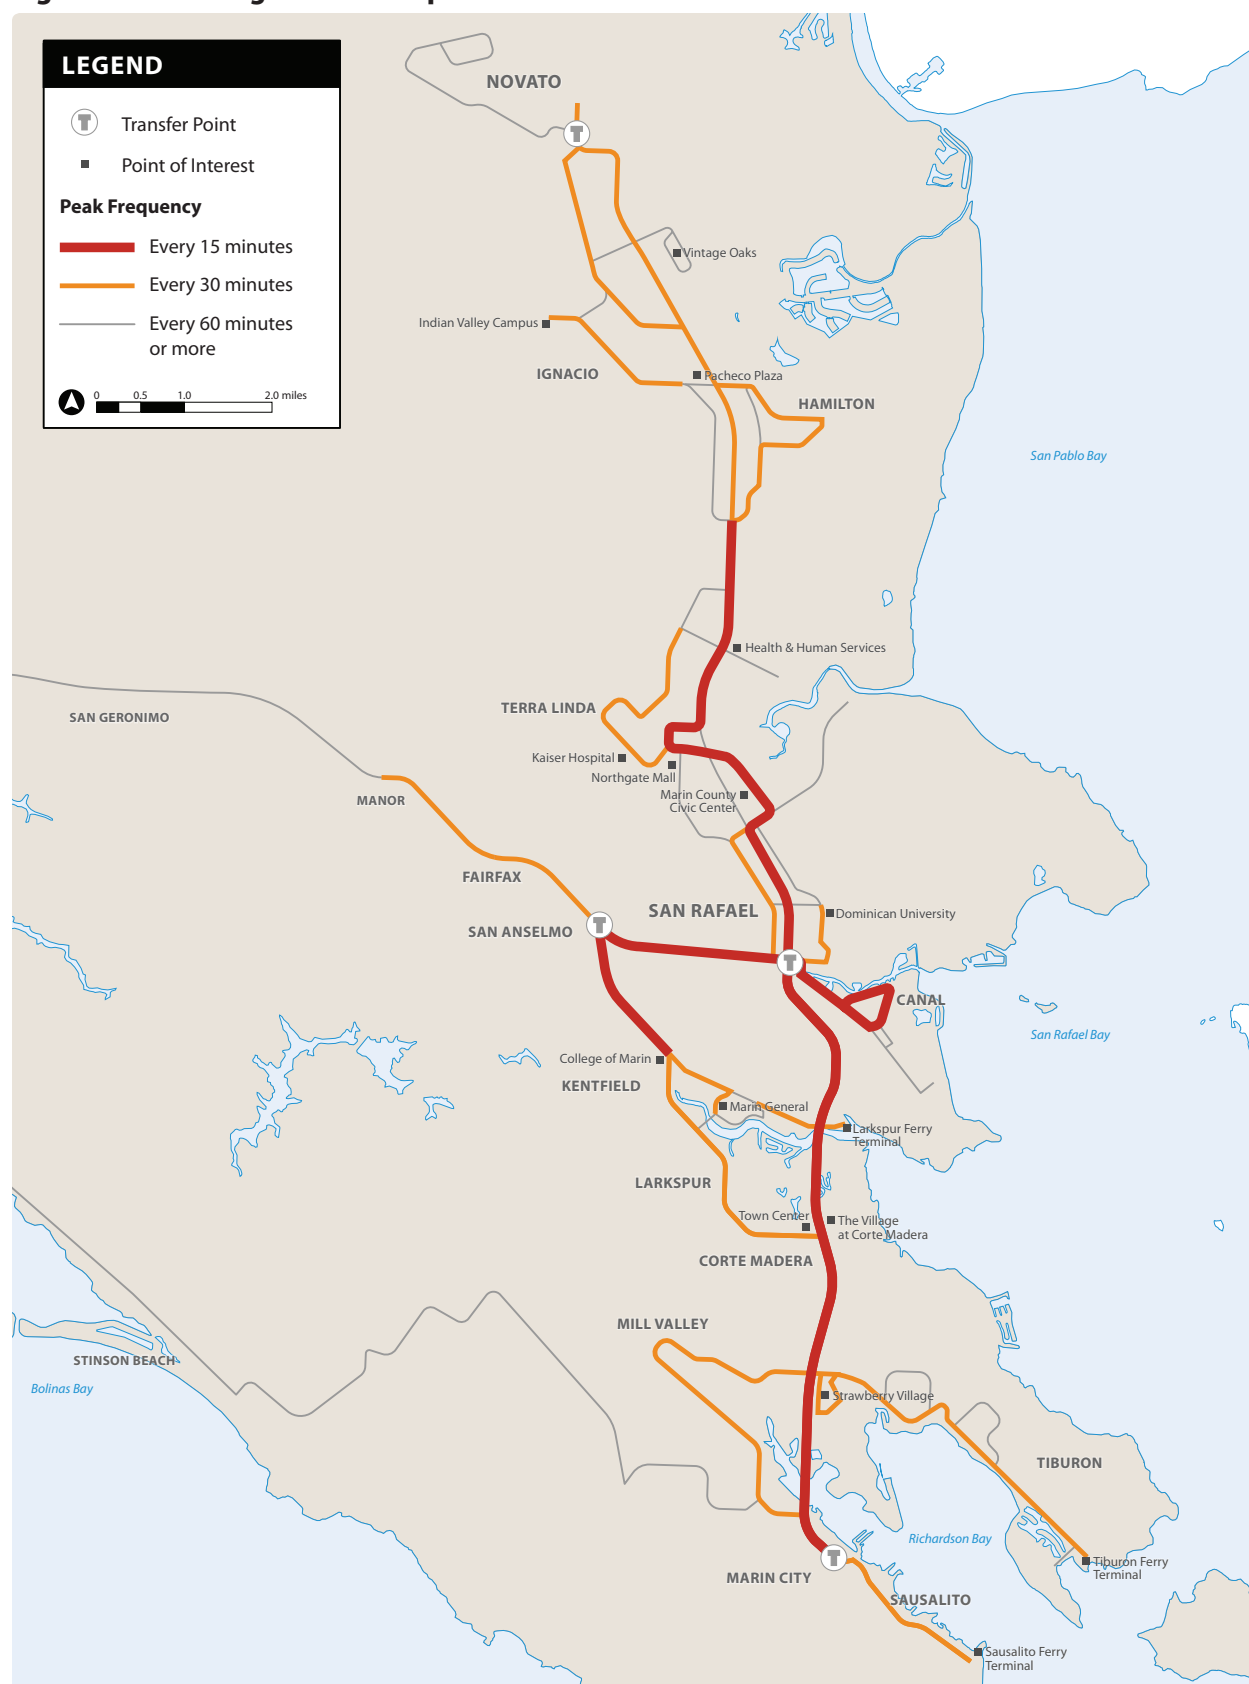 LEGEND
T
Transfer Point
Point of Interest
Peak Frequency
Every 15 minutes
Every 30 minutes
Every 60 minutes
or more
0 0.5 1.0 2.0 miles
NOVATO
T
Vintage Oaks
Indian Valley Campus
IGNACIO
Pacheco Plaza
HAMILTON
San Pablo Bay
Health & Human Services
TERRA LINDA
SAN GERONIMO
Kaiser Hospital
Northgate Mall
MANOR
Marin County
Civic Center
FAIRFAX
SAN RAFAEL
Dominican University
SAN ANSELMO
T
T
CANAL
San Rafael Bay
College of Marin
KENTFIELD
Marin General
Larkspur Ferry
Terminal
LARKSPUR
Town Center
The Village
at Corte Madera
CORTE MADERA
MILL VALLEY
STINSON BEACH
Bolinas Bay
Strawberry Village
TIBURON
Richardson Bay
T
Tiburon Ferry
Terminal
MARIN CITY
SAUSALITO
Sausalito Ferry
Terminal